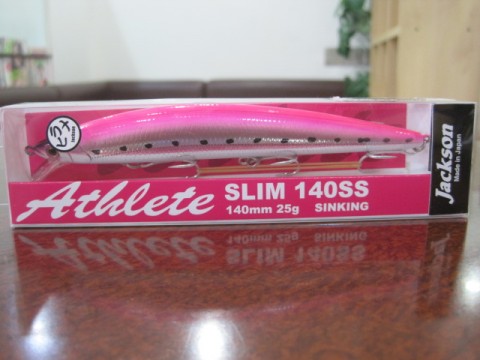 ヒラメ
Athlete
SLIM 140SS
140mm 25g SINKING
Jackson
Made in Japan